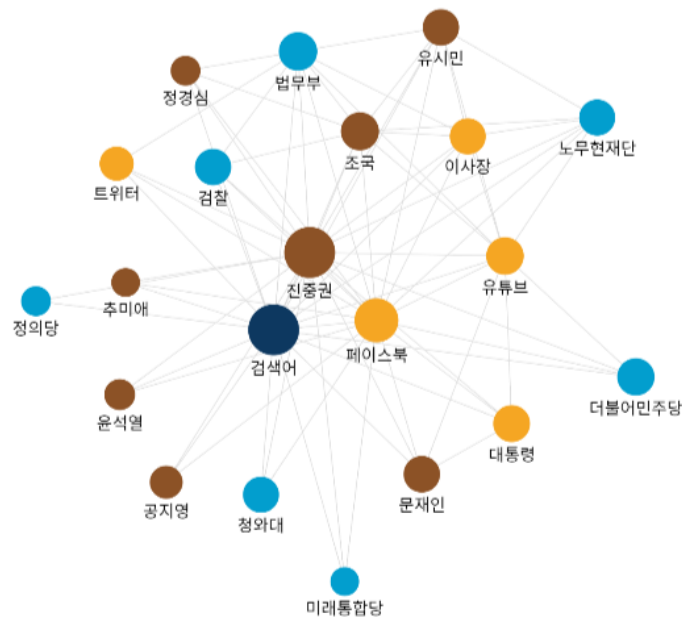 유시민
법무부
정경심
노무현재단
조국
이사장
트위터
검찰
진중권
유튜브
추미애
정의당
페이스북
검색어
더불어민주당
윤석열
대통령
문재인
공지영
청와대
미래통합당